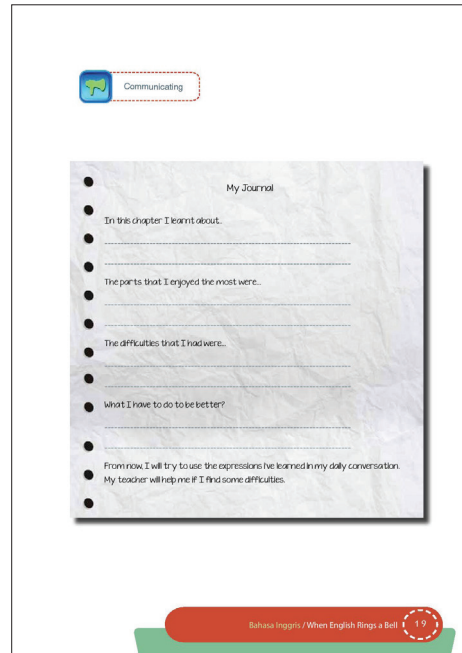 Communicating
My Journal
In this chapter I learnt about..
The parts that I enjoyed the most were...
The difficulties that I had were...
What I have to do to be better?
From now, I will try to use the expressions I've learned in my daily conversation.
My teacher will help me if I find some difficulties.
Bahasa Inggris / When English Rings a Bell 19